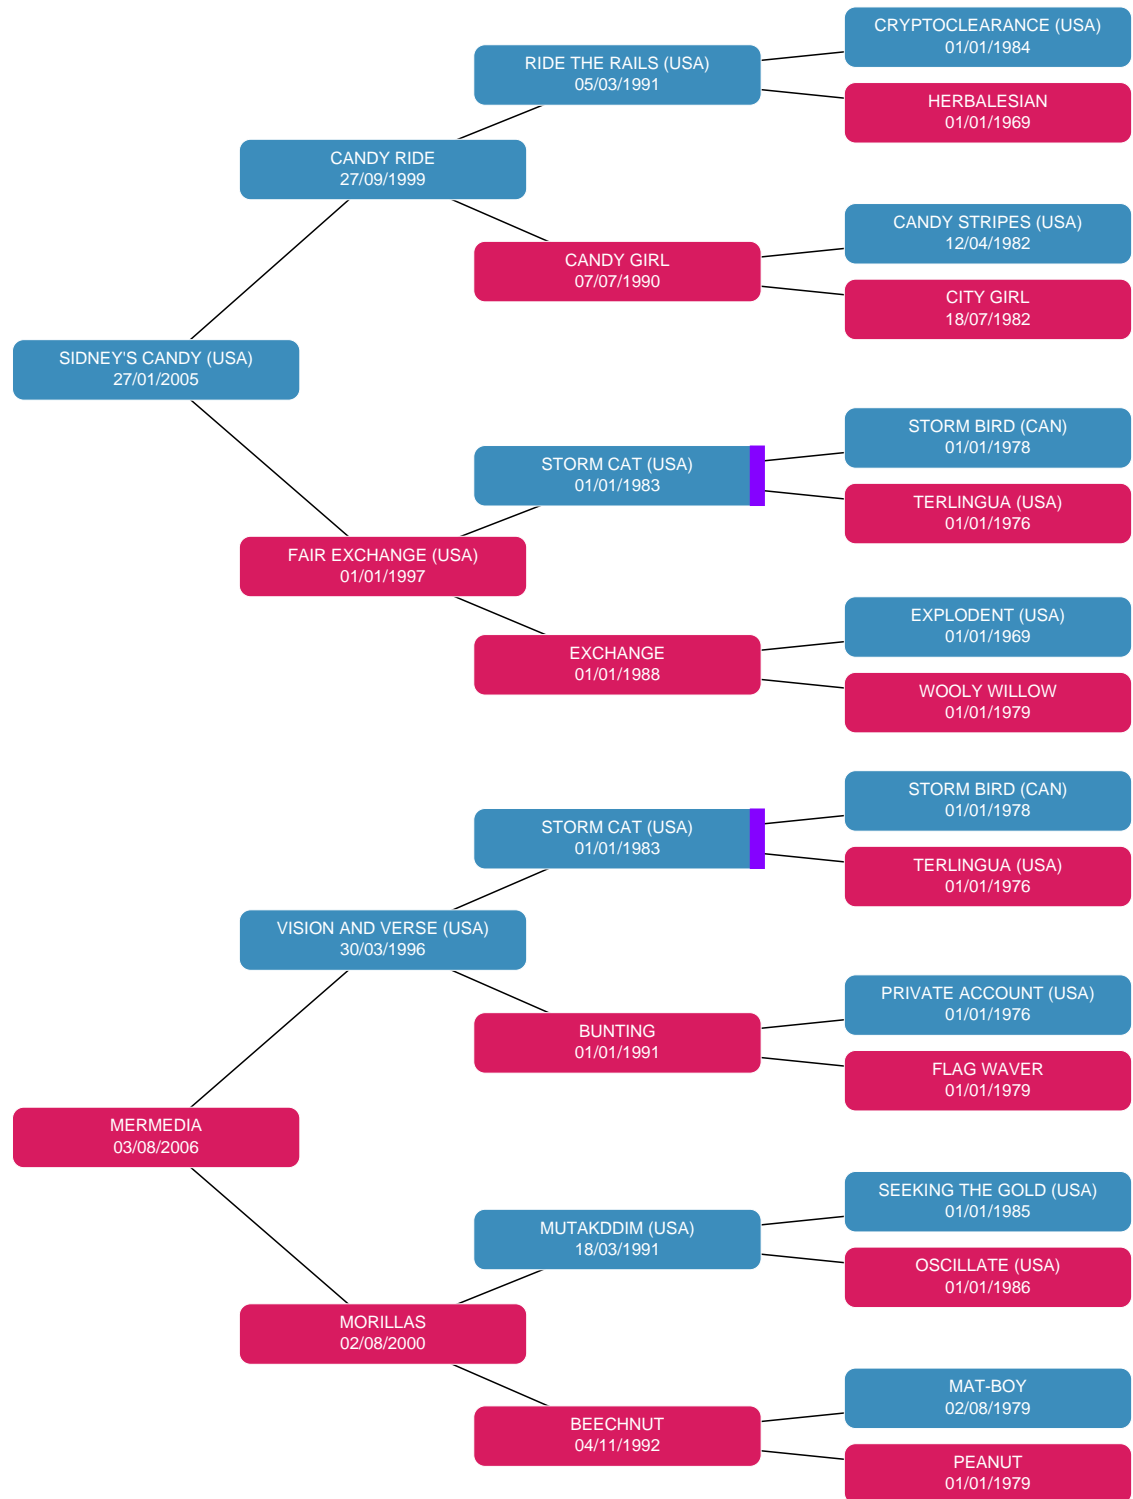 CRYPTOCLEARANCE (USA)
01/01/1984
RIDE THE RAILS (USA)
05/03/1991
HERBALESIAN
01/01/1969
CANDY RIDE
27/09/1999
CANDY STRIPES (USA)
12/04/1982
CANDY GIRL
07/07/1990
CITY GIRL
18/07/1982
SIDNEY'S CANDY (USA)
27/01/2005
STORM BIRD (CAN)
01/01/1978
STORM CAT (USA)
01/01/1983
TERLINGUA (USA)
01/01/1976
FAIR EXCHANGE (USA)
01/01/1997
EXPLODENT (USA)
01/01/1969
EXCHANGE
01/01/1988
WOOLY WILLOW
01/01/1979
STORM BIRD (CAN)
01/01/1978
STORM CAT (USA)
01/01/1983
TERLINGUA (USA)
01/01/1976
VISION AND VERSE (USA)
30/03/1996
PRIVATE ACCOUNT (USA)
01/01/1976
BUNTING
01/01/1991
FLAG WAVER
01/01/1979
MERMEDIA
03/08/2006
SEEKING THE GOLD (USA)
01/01/1985
MUTAKDDIM (USA)
18/03/1991
OSCILLATE (USA)
01/01/1986
MORILLAS
02/08/2000
MAT-BOY
02/08/1979
BEECHNUT
04/11/1992
PEANUT
01/01/1979